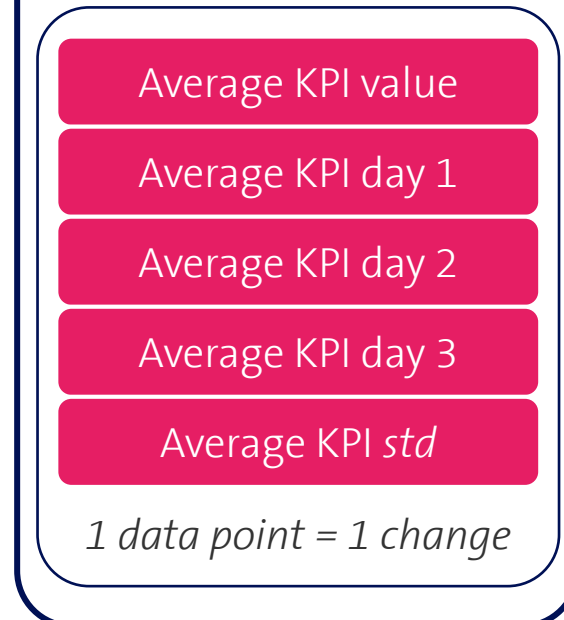 Average KPI value
Average KPI day 1
Average KPI day 2
Average KPI day 3
Average KPI std
1 data point = 1 change